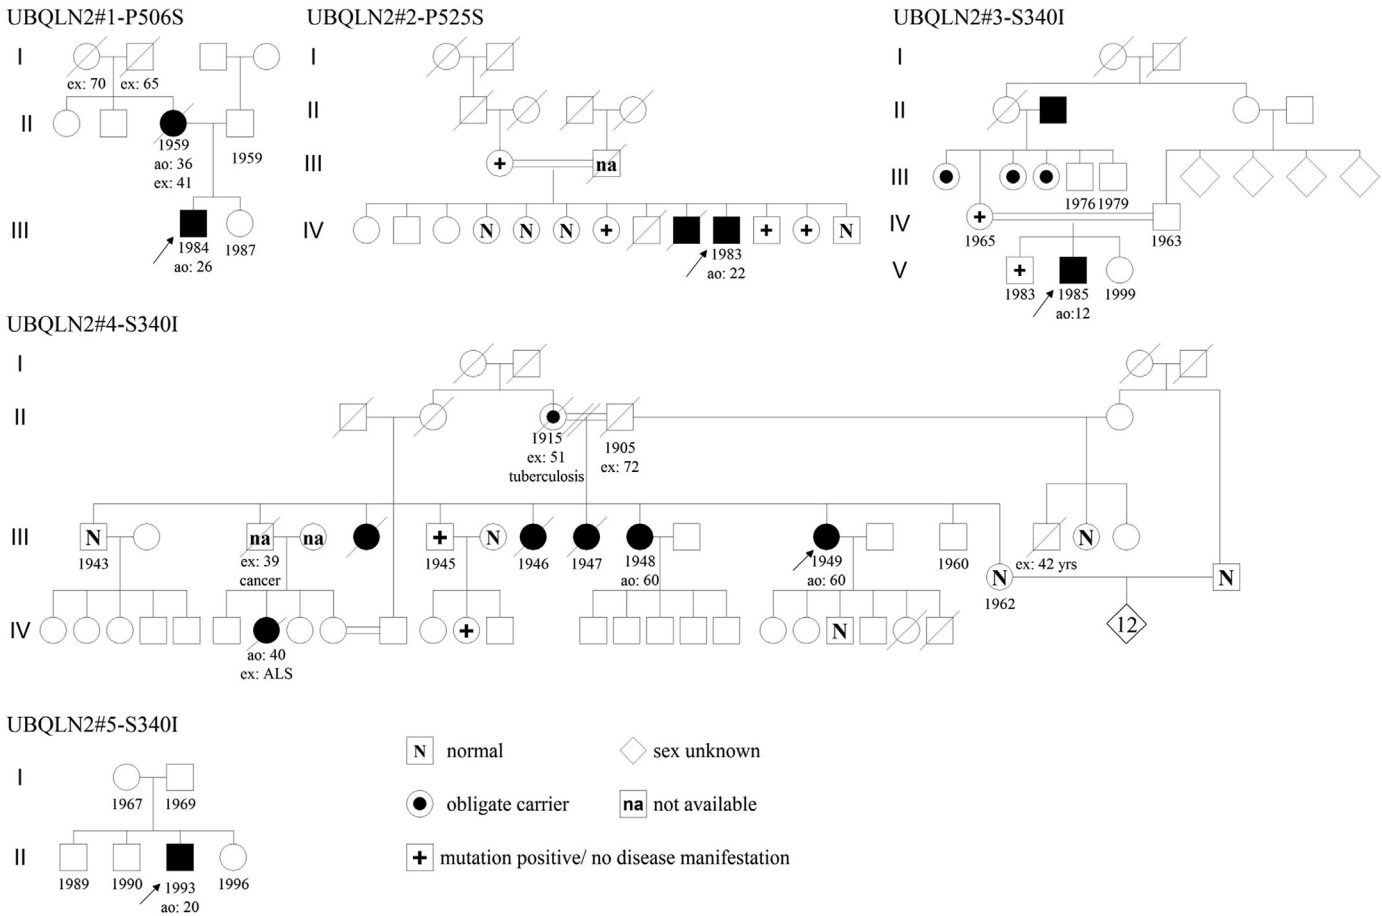 UBQLN2#1-P506S
I
ex: 70
ex: 65
II
1959
ao: 36
ex: 41
1959
III
1984
ao: 26
1987
UBQLN2#2-P525S
I
II
III
+
na
IV
N
N
N
+
1983
ao: 22
+
+
N
UBQLN2#3-S340I
I
II
III
1976
1979
IV
+
1965
1963
V
+
1983
1985
ao:12
1999
UBQLN2#4-S340I
I
II
1915
ex: 51
tuberculosis
1905
ex: 72
III
N
1943
na
ex: 39
cancer
na
+
1945
N
1946
1947
1948
ao: 60
1949
ao: 60
1960
N
1962
ex: 42 yrs
N
N
IV
ao: 40
ex: ALS
+
N
12
UBQLN2#5-S340I
I
1967
1969
II
1989
1990
1993
ao: 20
1996
N normal
sex unknown
obligate carrier
na not available
+ mutation positive/ no disease manifestation